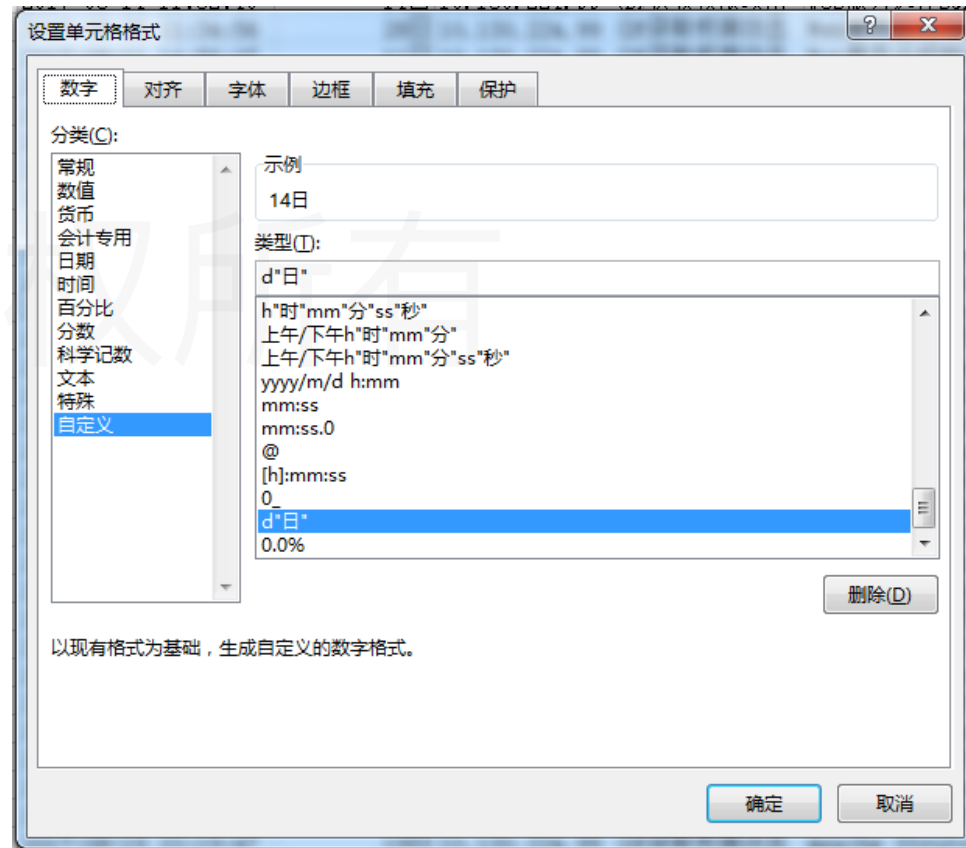 设置单元格格式
数字 对齐 字体 边框 填充 保护
分类(C):
常规
数值
货币
会计专用
日期
时间
百分比
分数
科学记数
文本
特殊
自定义
示例
14日
类型(T):
d"日"
h"时"mm"分"ss"秒"
上午/下午h"时"mm"分"
上午/下午h"时"mm"分"ss"秒"
yyyy/m/d h:mm
mm:ss
mm:ss.0
@
[h]:mm:ss
0_
d"日"
0.0%
删除(D)
以现有格式为基础，生成自定义的数字格式。
确定 取消
权所有